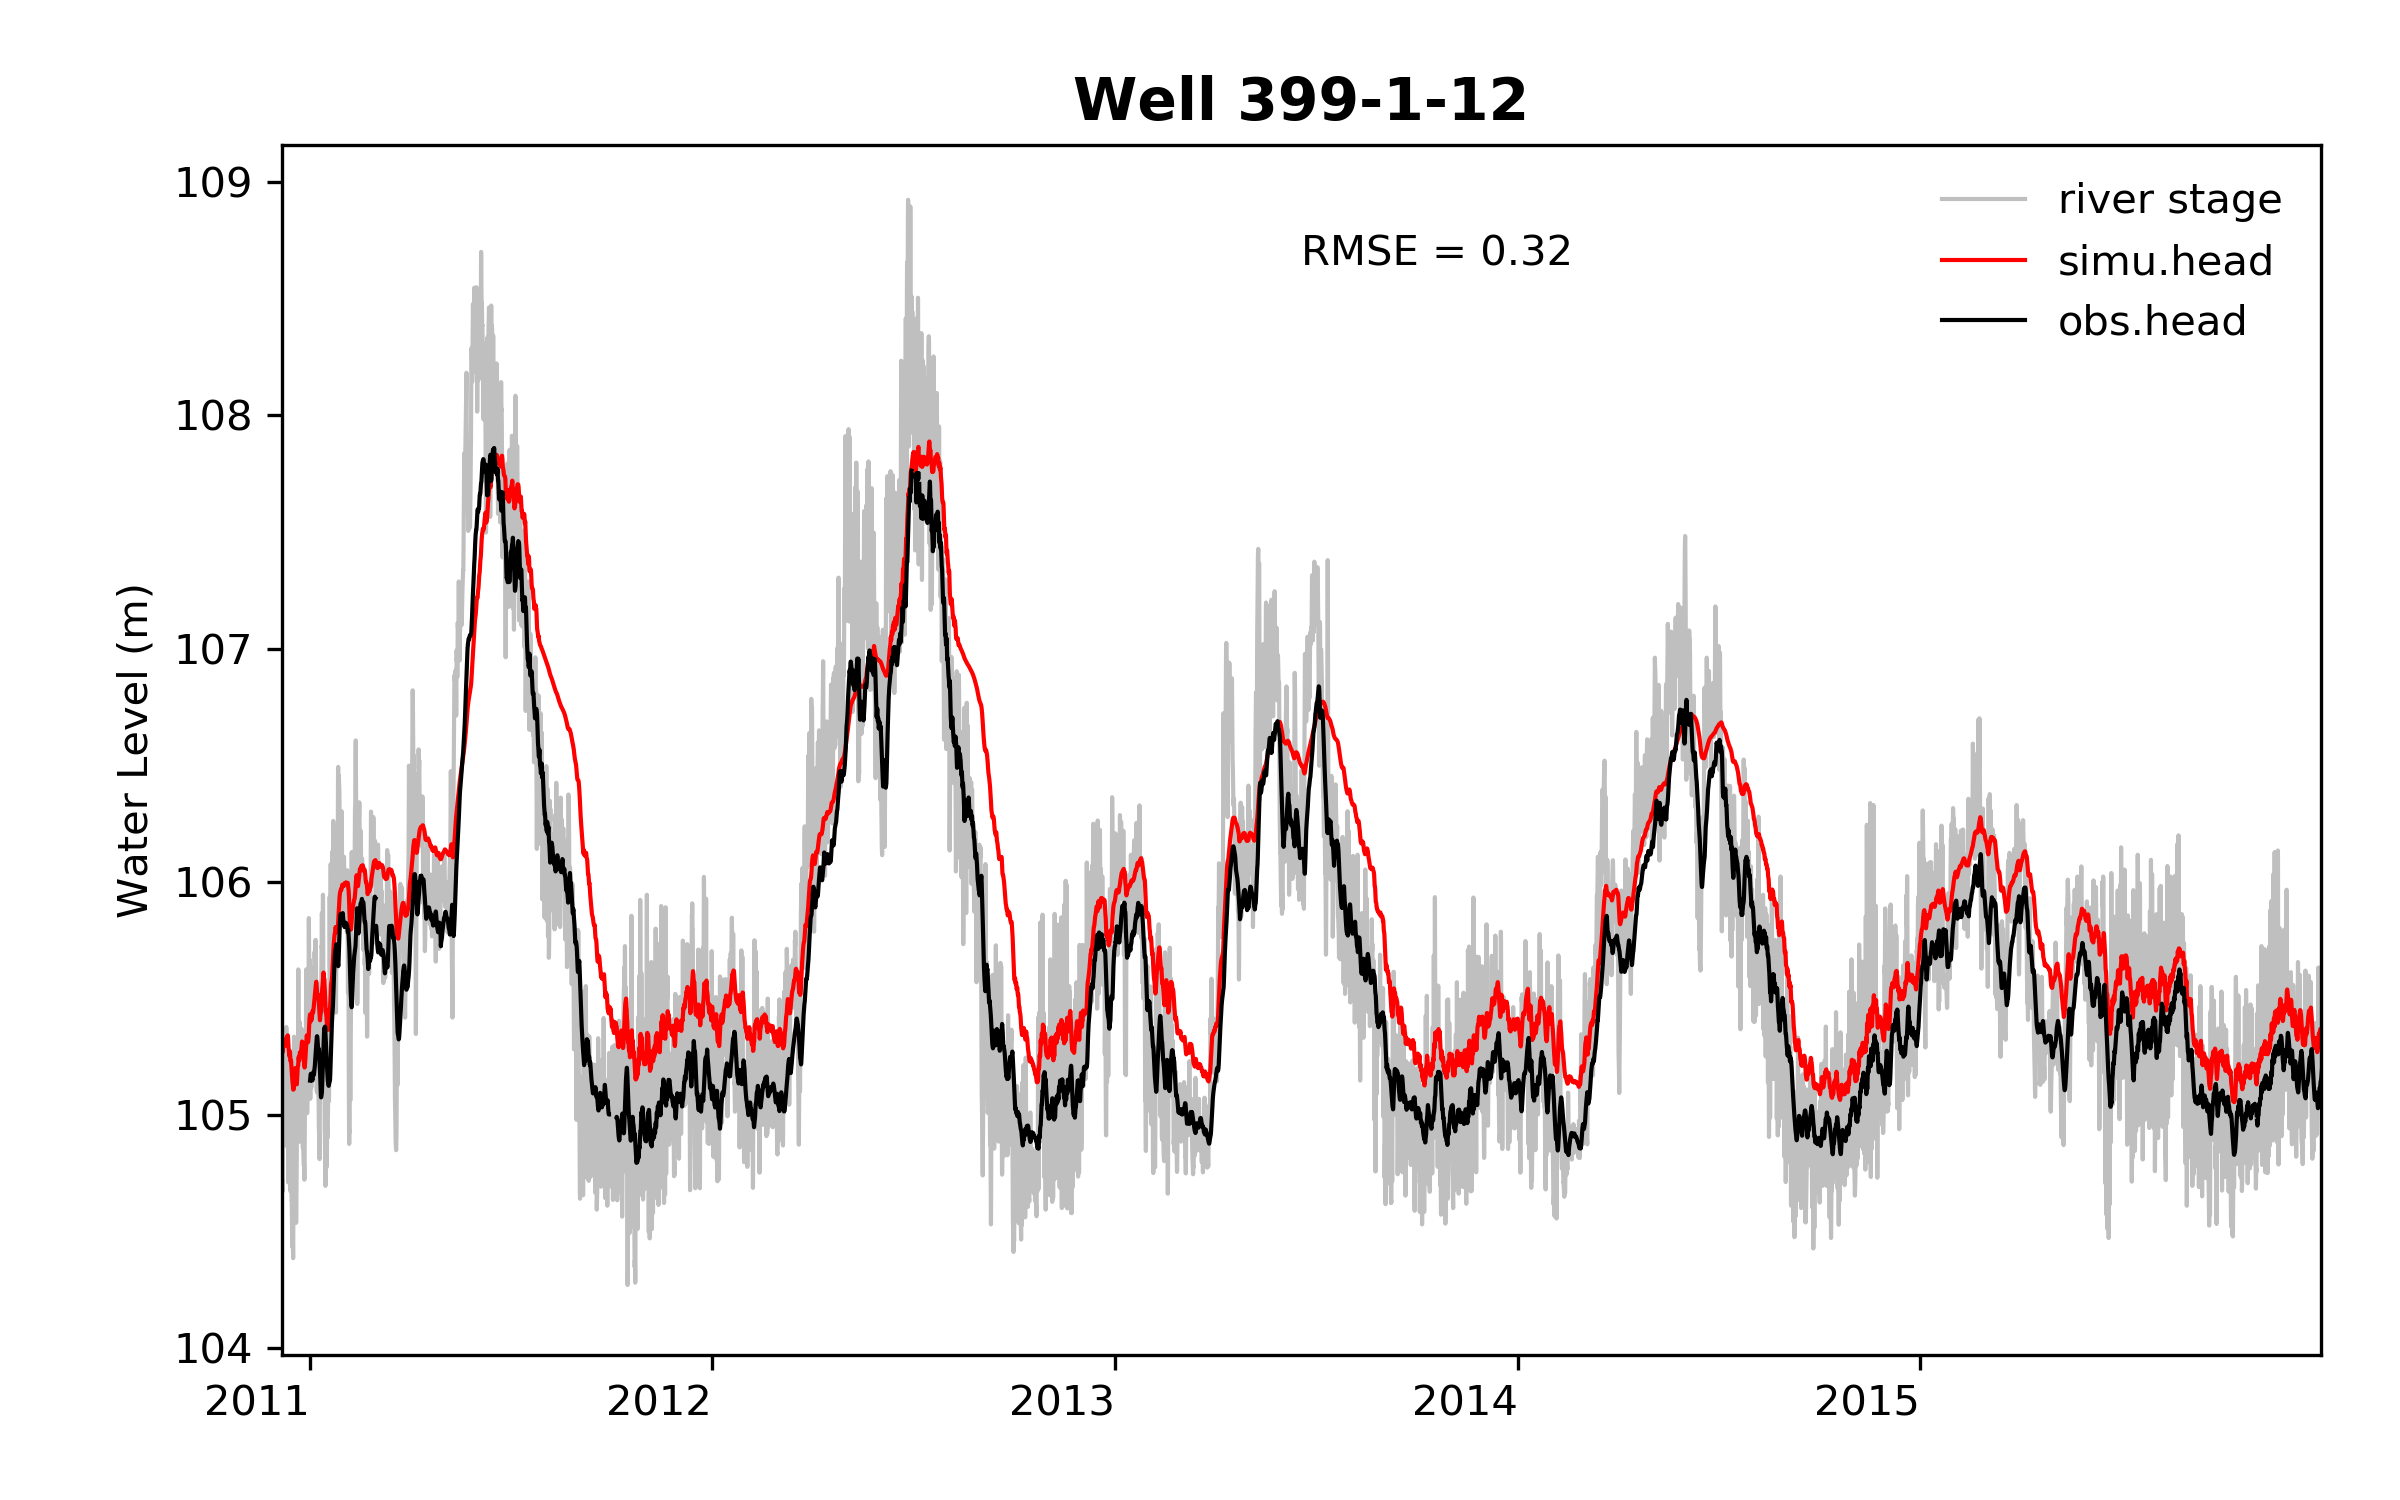 Well 399-1-12
109
108
107
106
105
104
Water Level (m)
RMSE = 0.32
river stage
simu.head
obs.head
2011
2012
2013
2014
2015